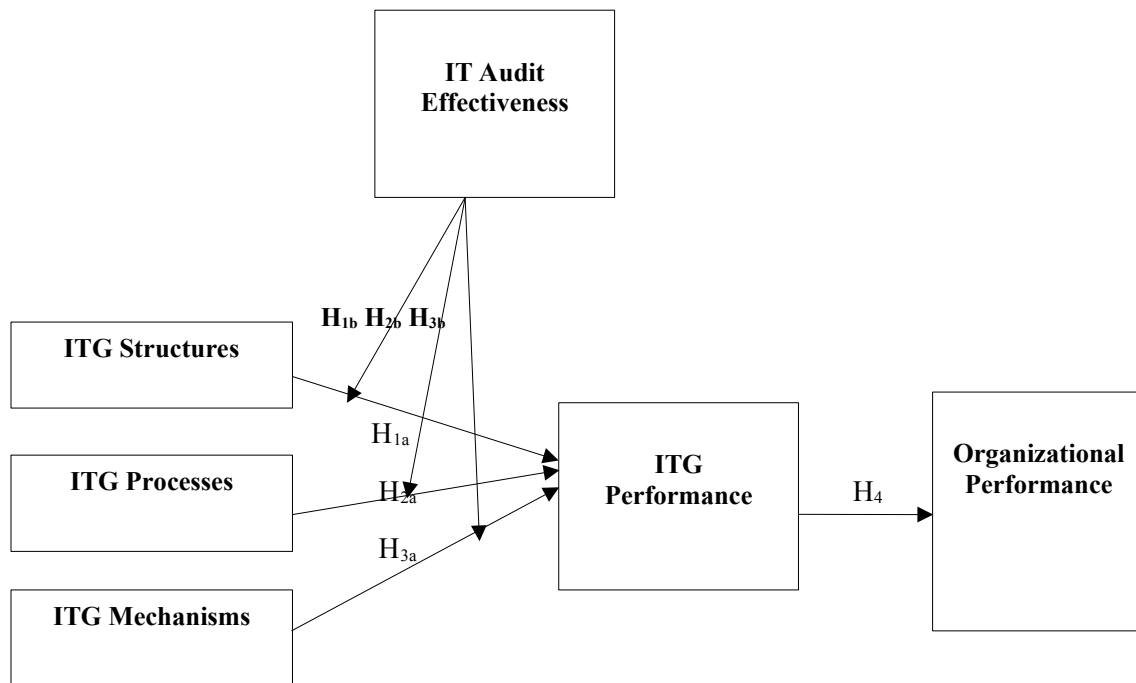 IT Audit
Effectiveness
H1b H2b H3b
ITG Structures
H1a
ITG Processes
H2a
ITG
Performance
Organizational
Performance
H4
H3a
ITG Mechanisms